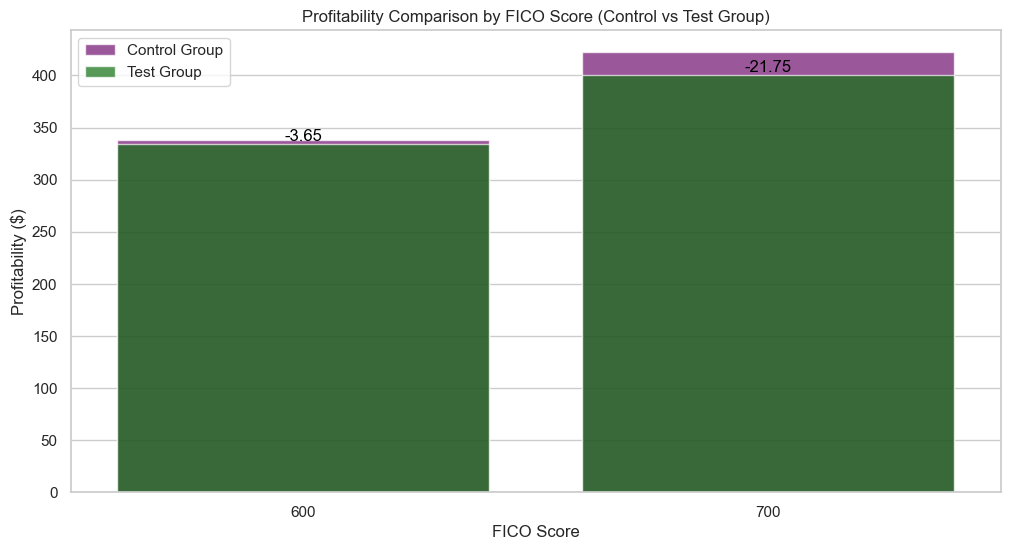 Profitability Comparison by FICO Score (Control vs Test Group)
Control Group
Test Group
400
350
300
250
200
150
100
50
0
Profitability ($)
-3.65
-21.75
600
700
FICO Score